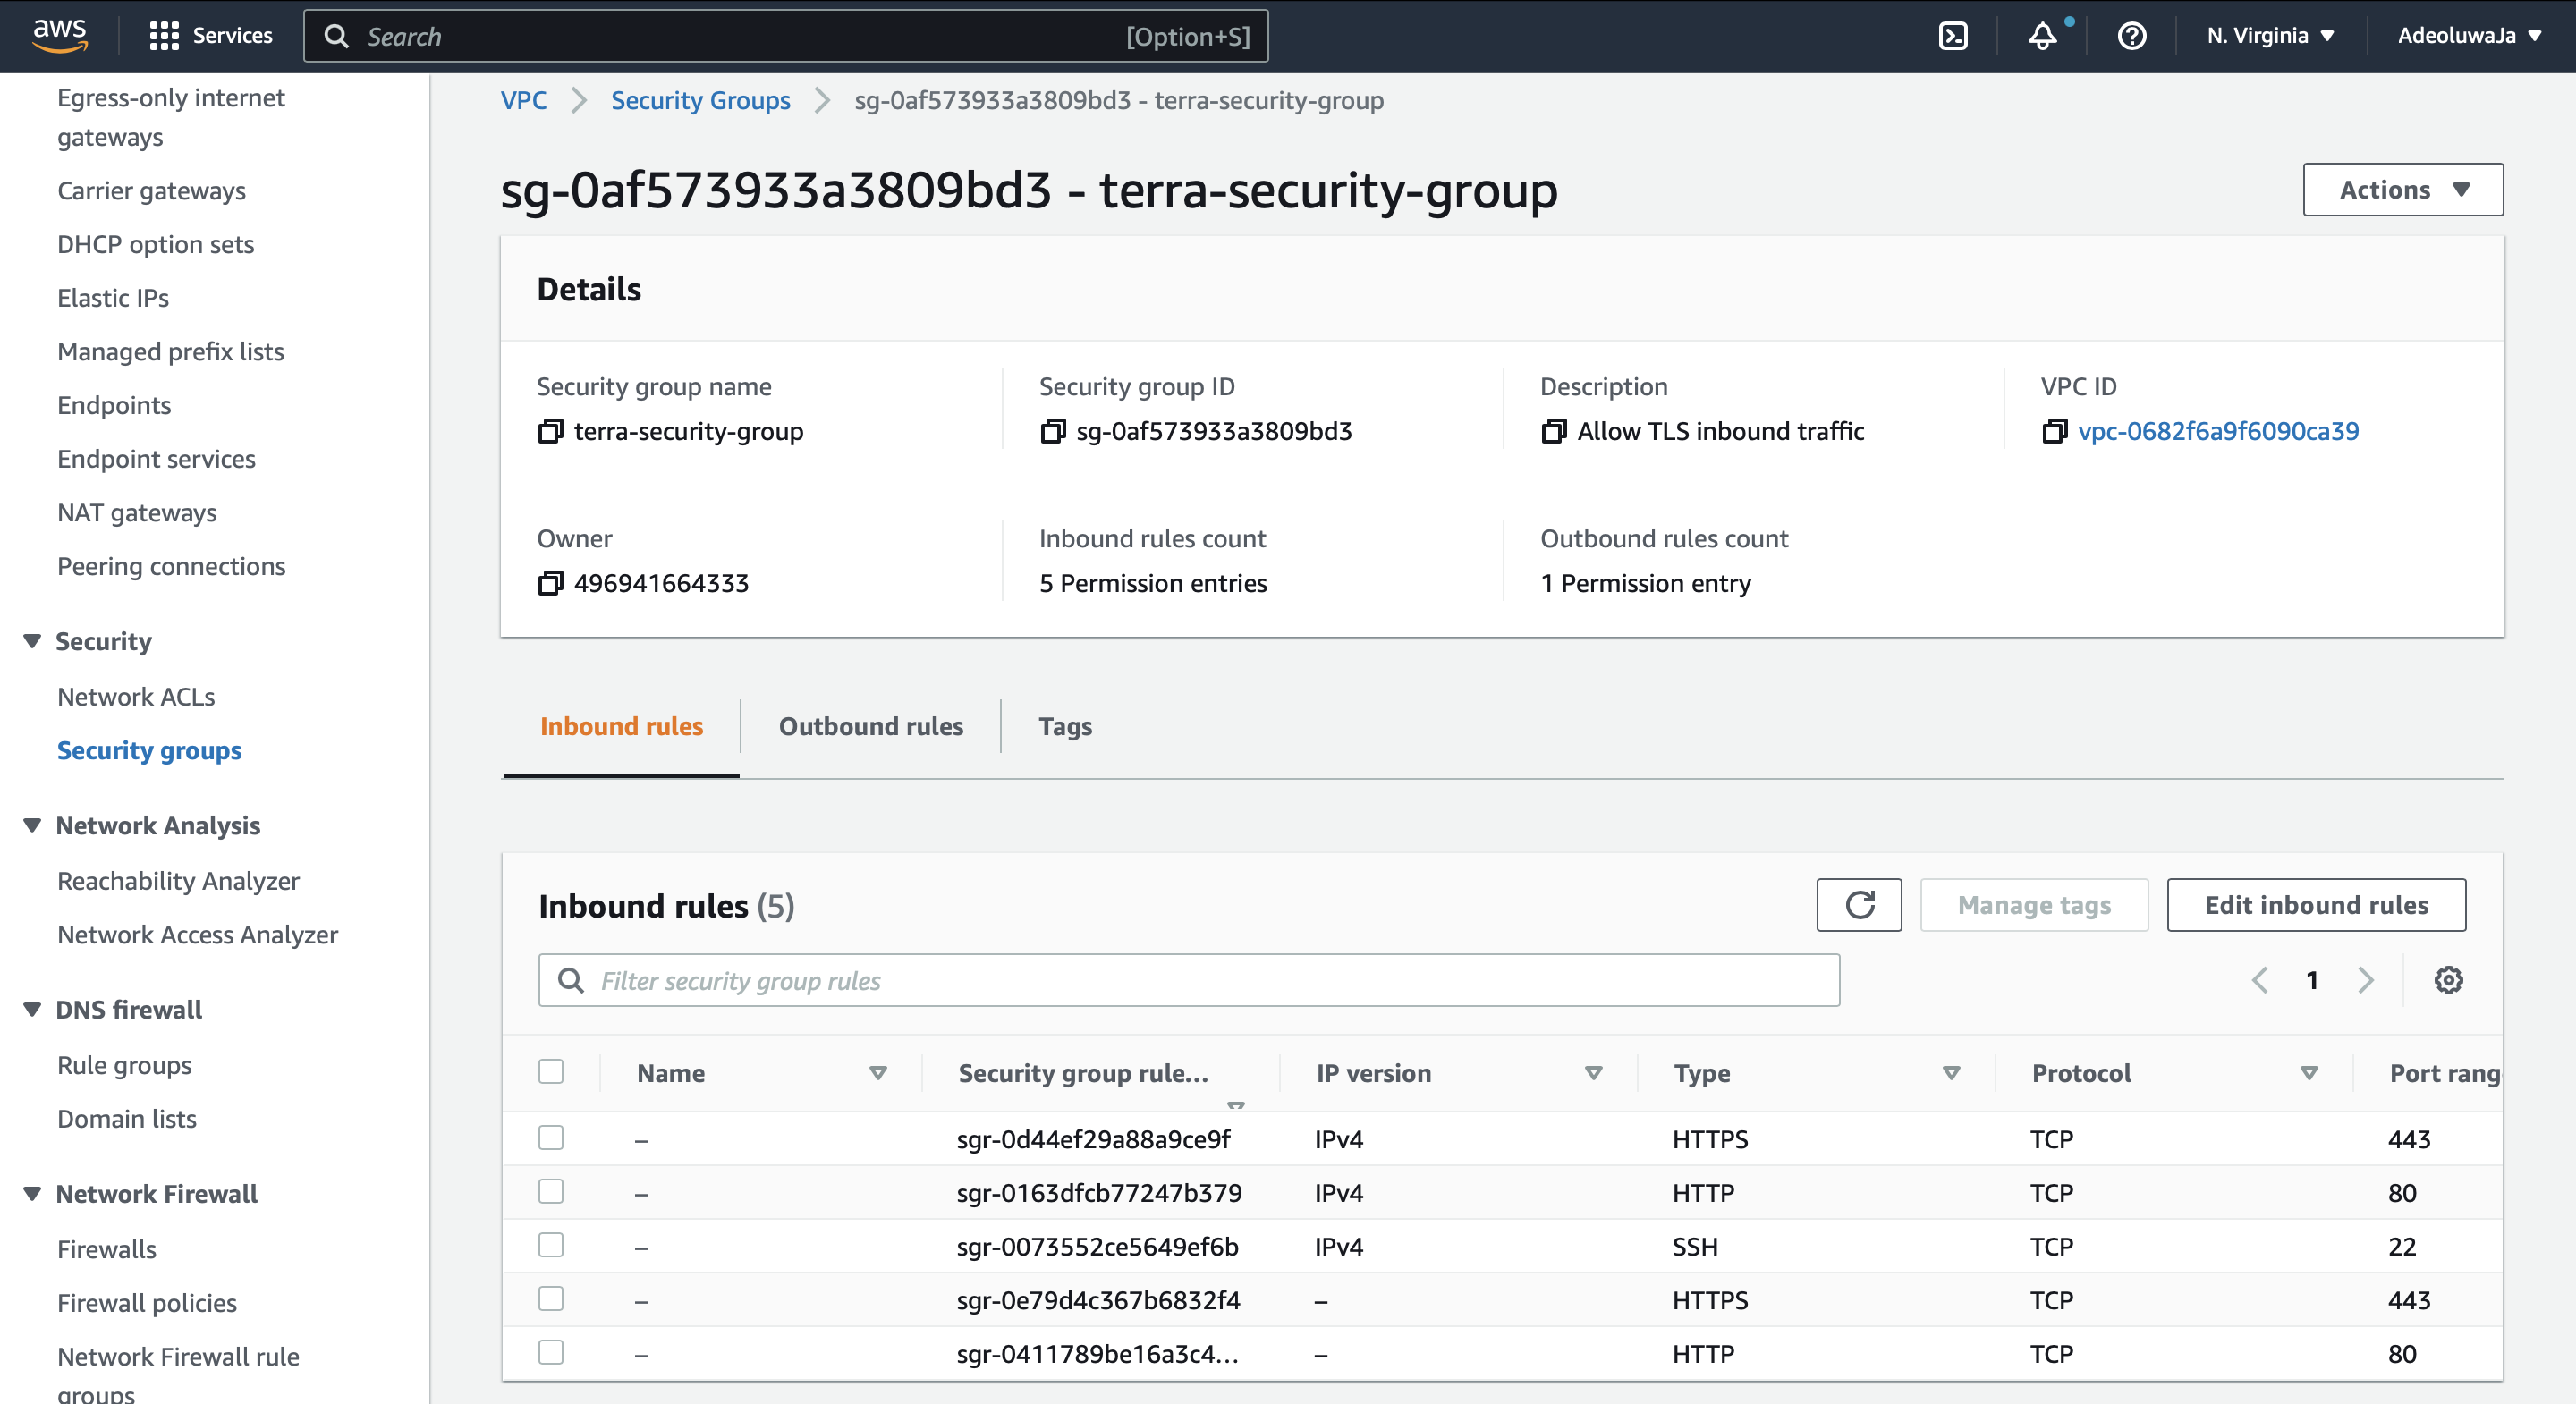 aws
Services
Search
[Option+S]
N. Virginia
AdeoluwaJa
Egress-only internet
gateways
Carrier gateways
DHCP option sets
Elastic IPs
Managed prefix lists
Endpoints
Endpoint services
NAT gateways
Peering connections
Security
Network ACLs
Security groups
Network Analysis
Reachability Analyzer
Network Access Analyzer
DNS firewall
Rule groups
Domain lists
Network Firewall
Firewalls
Firewall policies
Network Firewall rule
groups
VPC > Security Groups > sg-0af573933a3809bd3 - terra-security-group
sg-0af573933a3809bd3 - terra-security-group
Actions
Details
Security group name
terra-security-group
Security group ID
sg-0af573933a3809bd3
Description
Allow TLS inbound traffic
VPC ID
vpc-0682f6a9f6090ca39
Owner
496941664333
Inbound rules count
5 Permission entries
Outbound rules count
1 Permission entry
Inbound rules
Outbound rules
Tags
Inbound rules (5)
Manage tags
Edit inbound rules
Filter security group rules
1
Name Security group rule... IP version Type Protocol Port rang
– sgr-0d44ef29a88a9ce9f IPv4 HTTPS TCP 443
– sgr-0163dfcb77247b379 IPv4 HTTP TCP 80
– sgr-0073552ce5649ef6b IPv4 SSH TCP 22
– sgr-0e79d4c367b6832f4 – HTTPS TCP 443
– sgr-0411789be16a3c4... – HTTP TCP 80